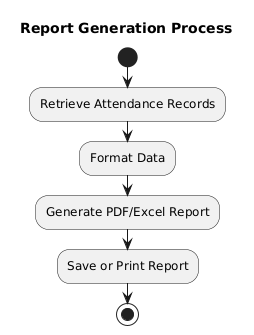 Report Generation Process
Retrieve Attendance Records
Format Data
Generate PDF/Excel Report
Save or Print Report